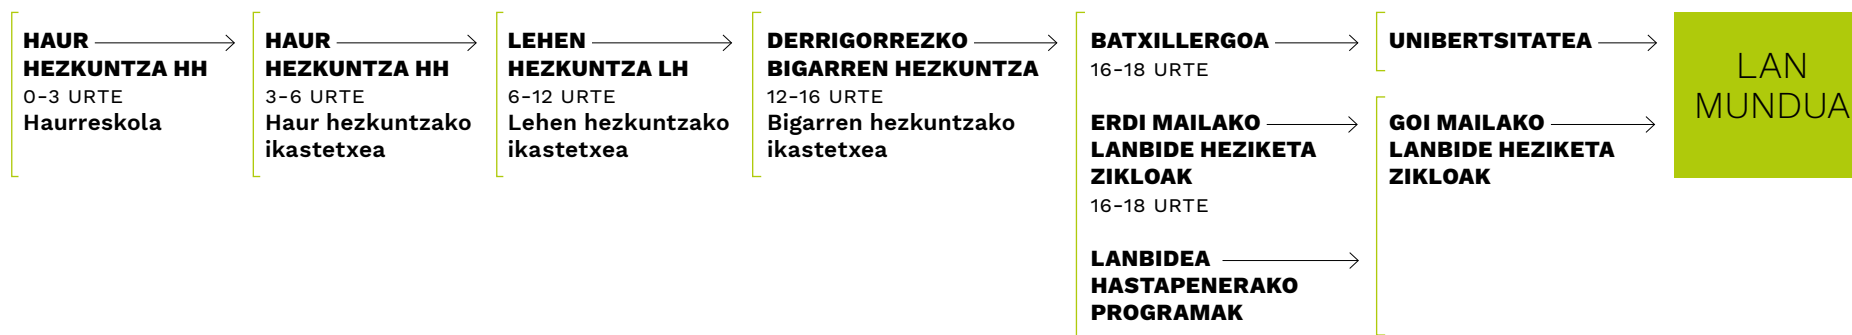 HAUR
HEZKUNTZA HH
0-3 URTE
Haurreskola
HAUR
HEZKUNTZA HH
3-6 URTE
Haur hezkuntzako
ikastetxea
LEHEN
HEZKUNTZA LH
6-12 URTE
Lehen hezkuntzako
ikastetxea
DERRIGORREZKO
BIGARREN HEZKUNTZA
12-16 URTE
Bigarren hezkuntzako
ikastetxea
BATXILLERGOA
16-18 URTE
ERDI MAILAKO
LANBIDE HEZIKETA
ZIKLOAK
16-18 URTE
LANBIDEA
HASTAPENERAKO
PROGRAMAK
UNIBERTSITATEA
GOI MAILAKO
LANBIDE HEZIKETA
ZIKLOAK
LAN
MUNDUA